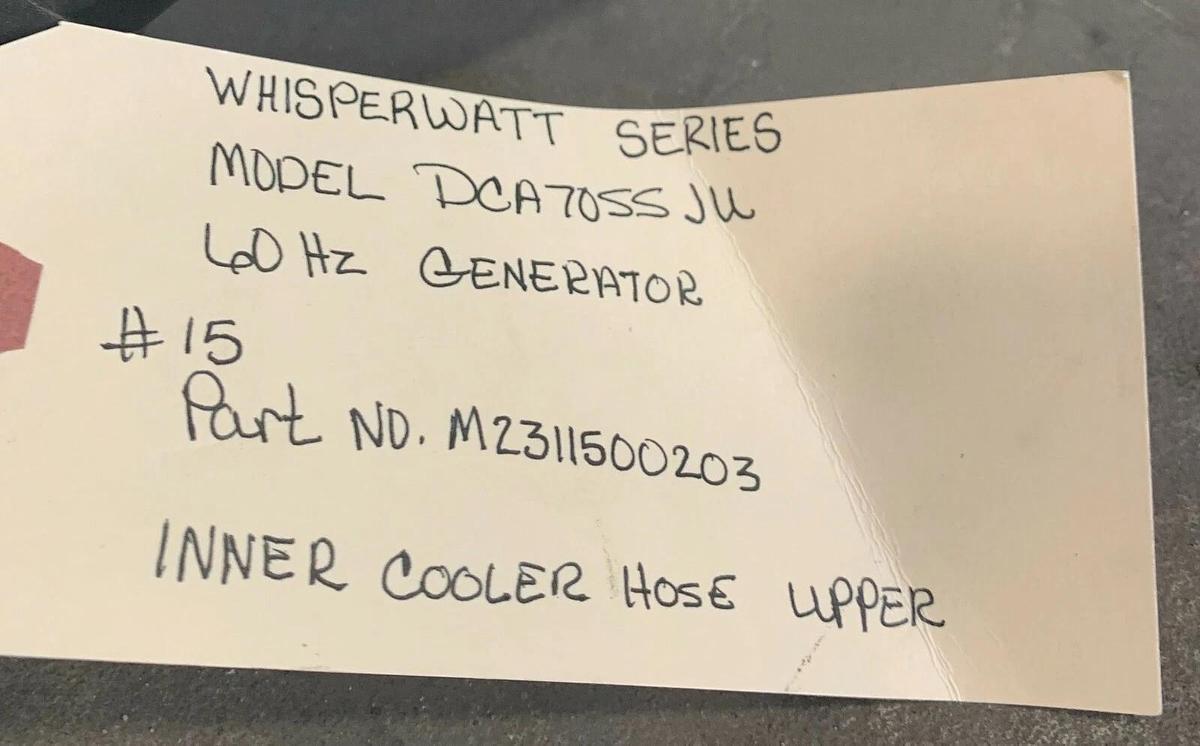 WHISPERWATT SERIES
MODEL DCA70SSJU
60 HZ GENERATOR
# 15
Part NO. M2311500203
INNER COOLER HOSE UPPER